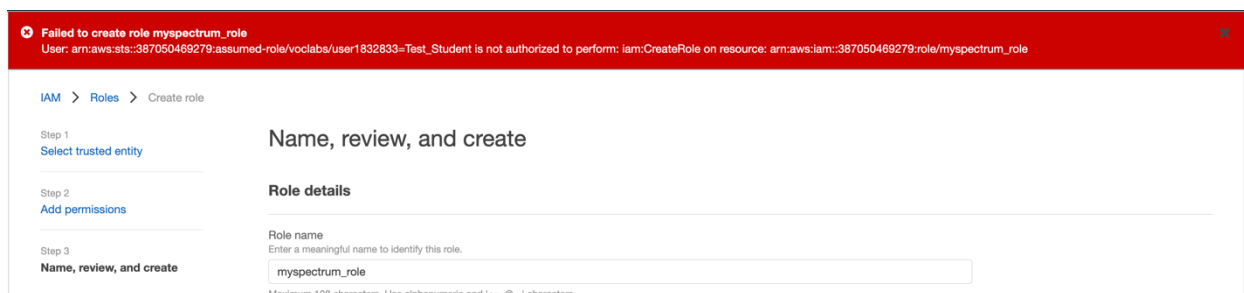 Failed to create role myspectrum_role
User: arn:aws:sts::387050469279:assumed-role/voclabs/user1832833=Test_Student is not authorized to perform: iam:CreateRole on resource: arn:aws:iam::387050469279:role/myspectrum_role
IAM > Roles > Create role
Step 1
Select trusted entity
Step 2
Add permissions
Step 3
Name, review, and create
Name, review, and create
Role details
Role name
Enter a meaningful name to identify this role.
myspectrum_role